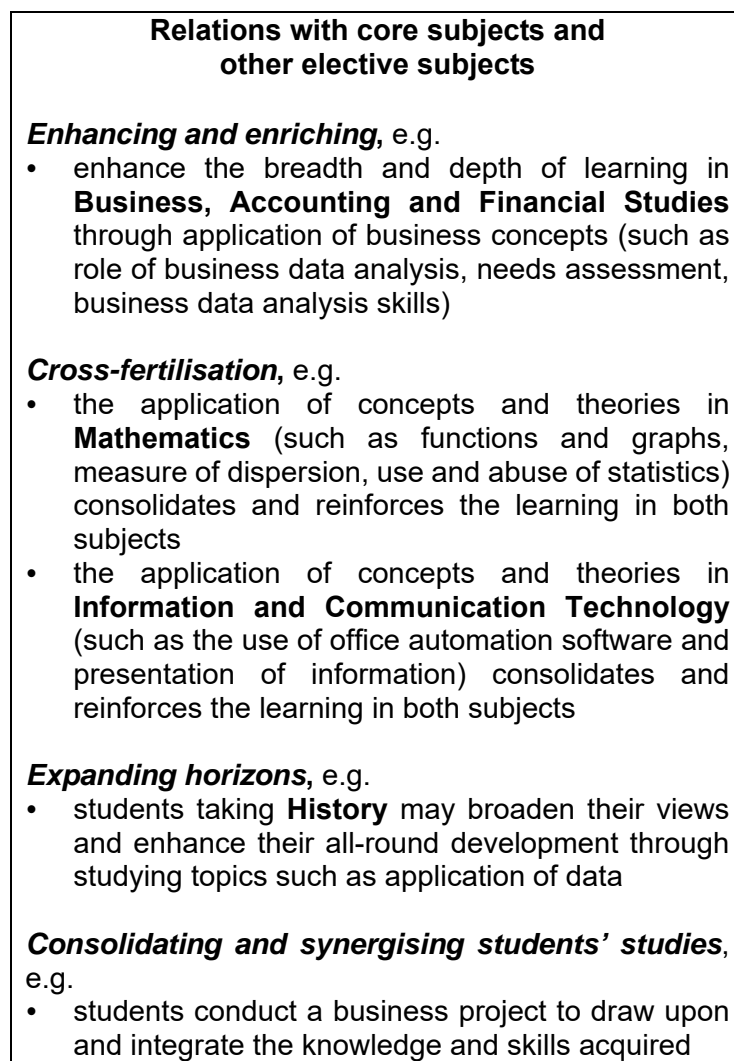 Relations with core subjects and
other elective subjects
Enhancing and enriching, e.g.
• enhance the breadth and depth of learning in
Business, Accounting and Financial Studies
through application of business concepts (such as
role of business data analysis, needs assessment,
business data analysis skills)
Cross-fertilisation, e.g.
• the application of concepts and theories in
Mathematics (such as functions and graphs,
measure of dispersion, use and abuse of statistics)
consolidates and reinforces the learning in both
subjects
• the application of concepts and theories in
Information and Communication Technology
(such as the use of office automation software and
presentation of information) consolidates and
reinforces the learning in both subjects
Expanding horizons, e.g.
• students taking History may broaden their views
and enhance their all-round development through
studying topics such as application of data
Consolidating and synergising students’ studies,
e.g.
• students conduct a business project to draw upon
and integrate the knowledge and skills acquired